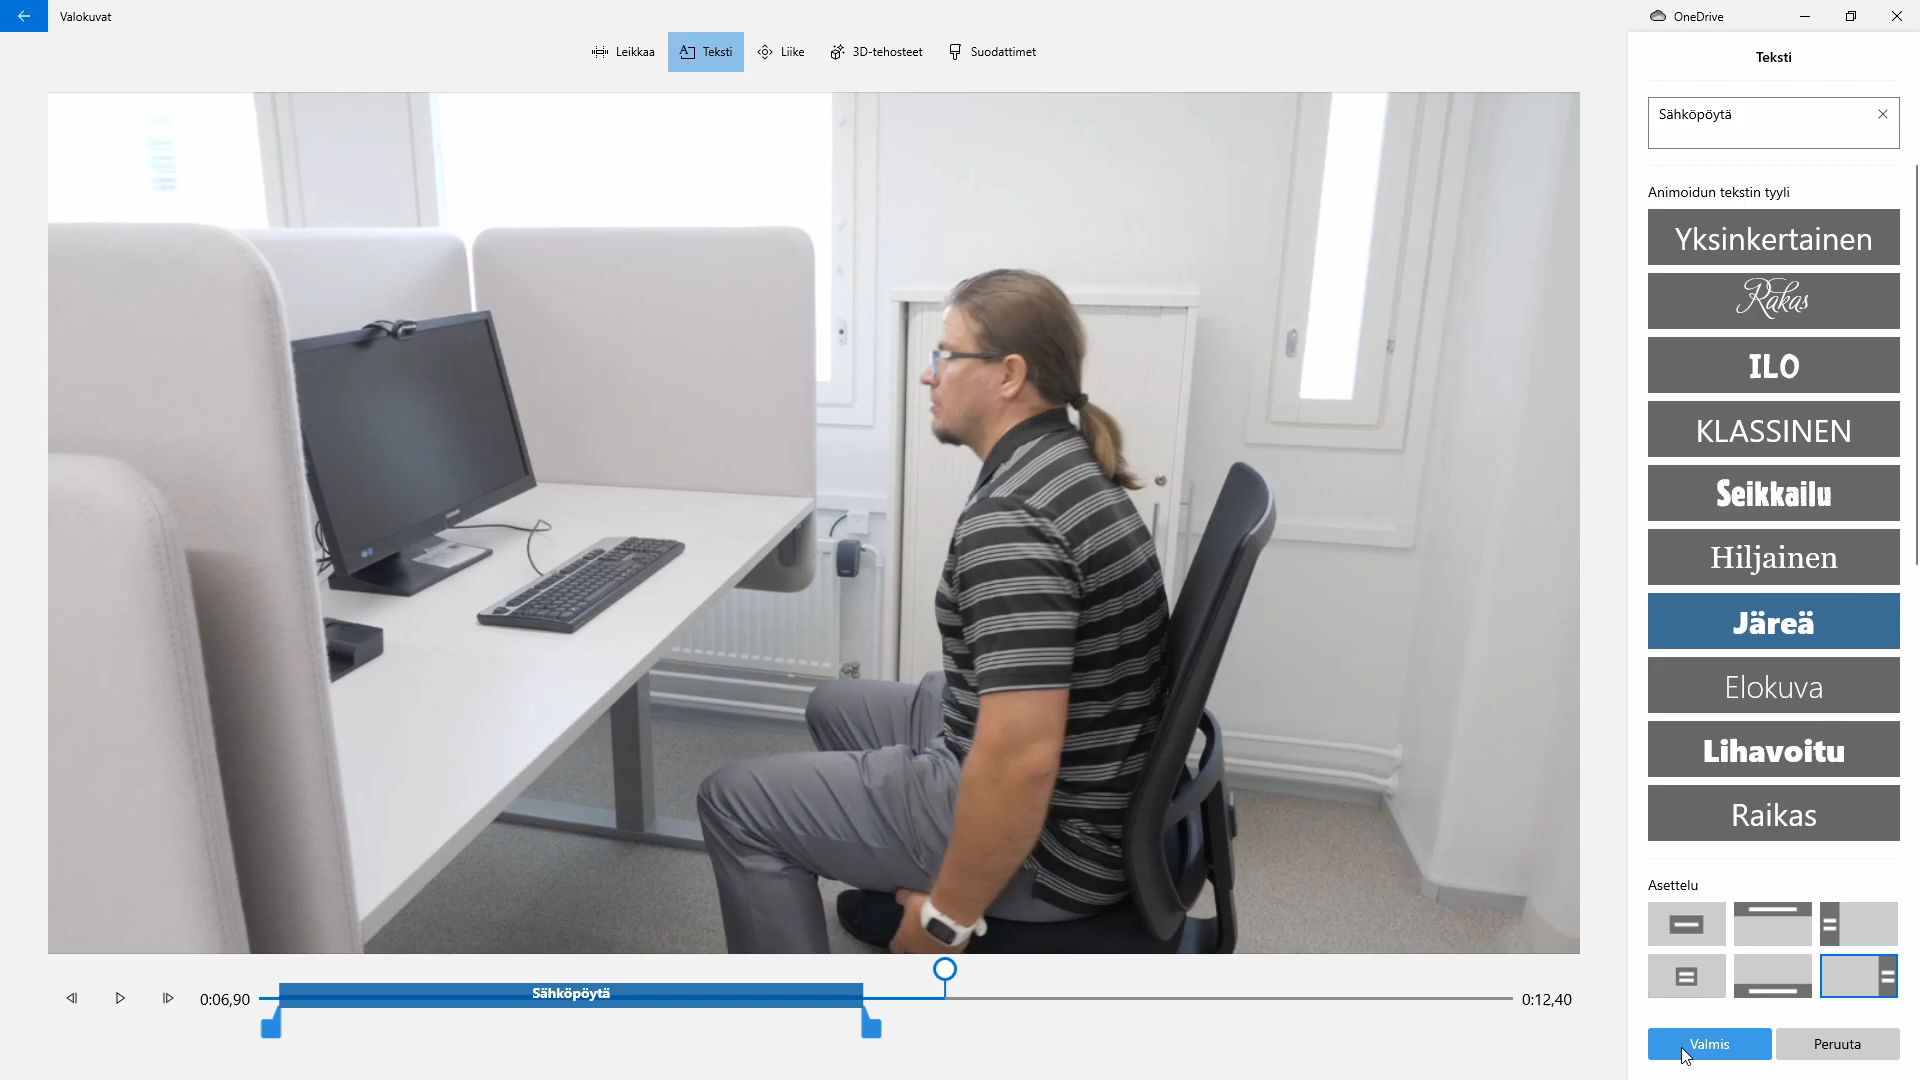 Valokuvat
OneDrive
Leikkaa
Teksti
Liike
3D-tehosteet
Suodattimet
Teksti
Sähköpöytä
Animoidun tekstin tyyli
Yksinkertainen
Rakas
ILO
KLASSINEN
Seikkailu
Hiljainen
Järeä
Elokuva
Lihavoitu
Raikas
Asettelu
0:06,90
Sähköpöytä
0:12,40
Valmis
Peruuta